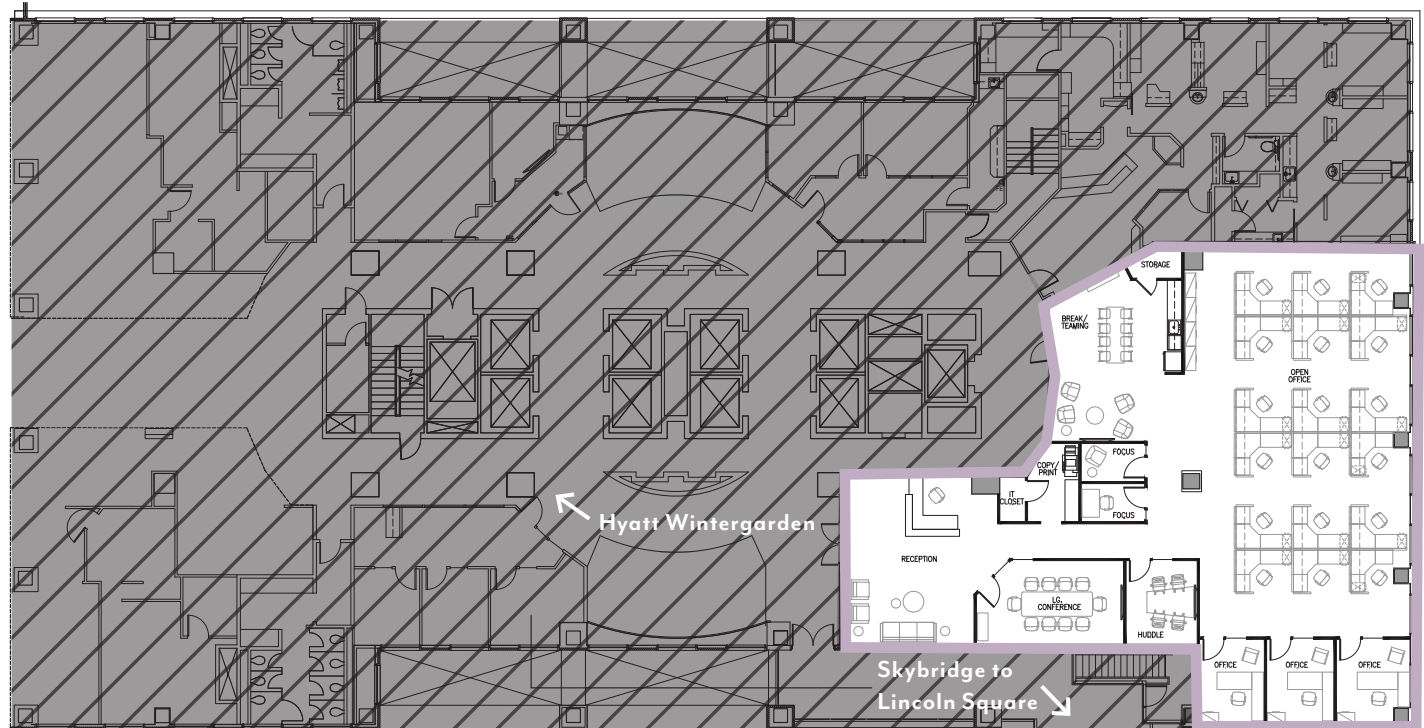 STORAGE
BREAK/
TEAMING
OPEN
OFFICE
FOCUS
COPY/
PRINT
IT
CLOSET
FOCUS
Hyatt Wintergarden
RECEPTION
LG.
CONFERENCE
HUDDLE
OFFICE
OFFICE
OFFICE
Skybridge to
Lincoln Square